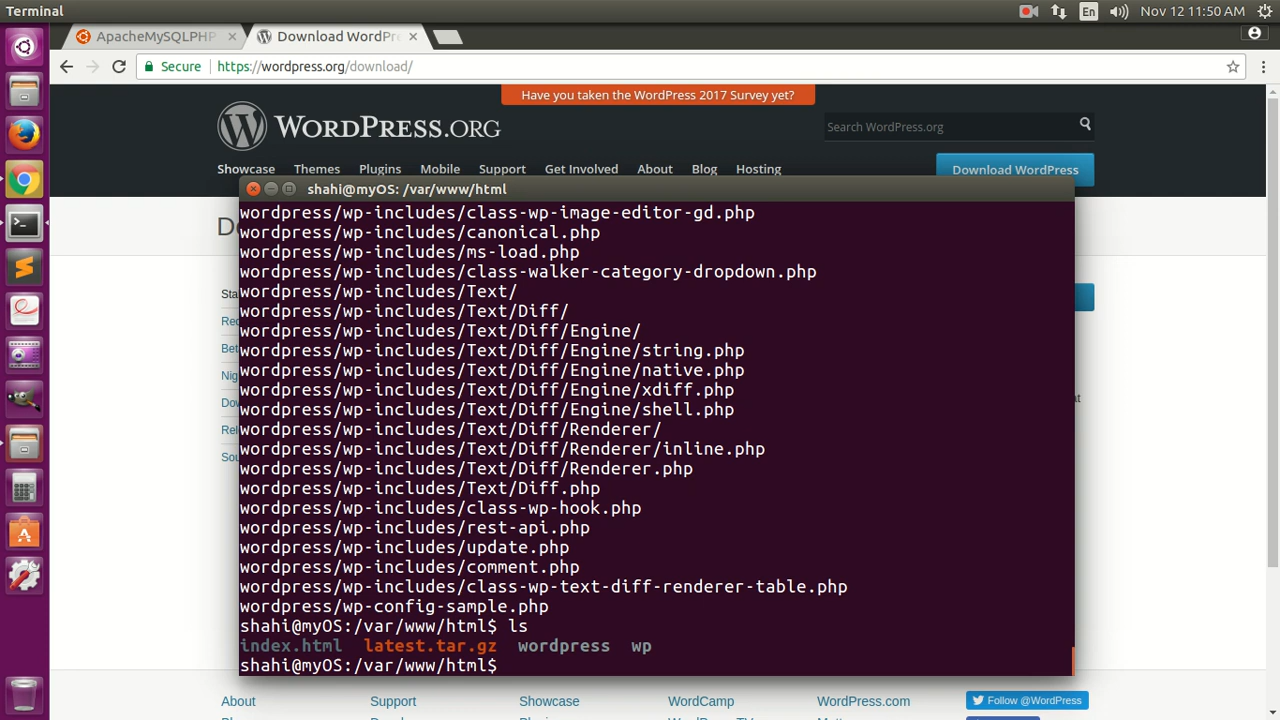 Terminal
En
Nov 12 11:50 AM
ApacheMySQLPHP
Download WordPre
Secure
https://wordpress.org/download/
Have you taken the WordPress 2017 Survey yet?
WORDPRESS.ORG
Search WordPress.org
Showcase Themes Plugins Mobile Support Get Involved About Blog Hosting
Download WordPress
shahi@myOS: /var/www/html
wordpress/wp-includes/class-wp-image-editor-gd.php
wordpress/wp-includes/canonical.php
wordpress/wp-includes/ms-load.php
wordpress/wp-includes/class-walker-category-dropdown.php
wordpress/wp-includes/Text/
wordpress/wp-includes/Text/Diff/
wordpress/wp-includes/Text/Diff/Engine/
wordpress/wp-includes/Text/Diff/Engine/string.php
wordpress/wp-includes/Text/Diff/Engine/native.php
wordpress/wp-includes/Text/Diff/Engine/xdiff.php
wordpress/wp-includes/Text/Diff/Engine/shell.php
wordpress/wp-includes/Text/Diff/Renderer/
wordpress/wp-includes/Text/Diff/Renderer/inline.php
wordpress/wp-includes/Text/Diff/Renderer.php
wordpress/wp-includes/Text/Diff.php
wordpress/wp-includes/class-wp-hook.php
wordpress/wp-includes/rest-api.php
wordpress/wp-includes/update.php
wordpress/wp-includes/comment.php
wordpress/wp-includes/class-wp-text-diff-renderer-table.php
wordpress/wp-config-sample.php
shahi@myOS:/var/www/html$ ls
index.html latest.tar.gz wordpress wp
shahi@myOS:/var/www/html$
About Support Showcase WordCamp WordPress.com
Follow @WordPress